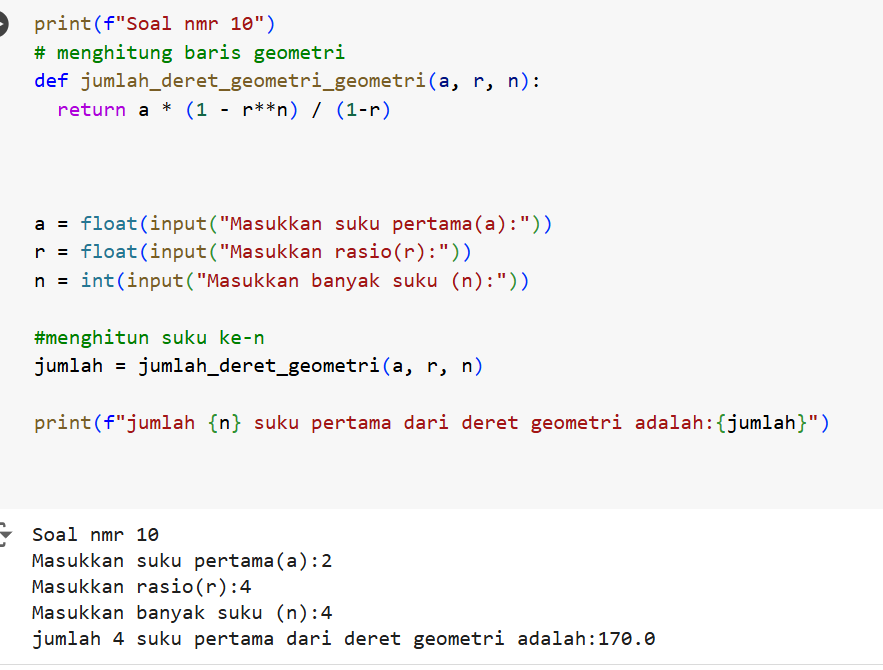 print(f"Soal nmr 10")
# menghitung baris geometri
def jumlah_deret_geometri_geometri(a, r, n):
  return a * (1 - r**n) / (1-r)
a = float(input("Masukkan suku pertama(a):"))
r = float(input("Masukkan rasio(r):"))
n = int(input("Masukkan banyak suku (n):"))
#menghitun suku ke-n
jumlah = jumlah_deret_geometri(a, r, n)
print(f"jumlah {n} suku pertama dari deret geometri adalah:{jumlah}")
Soal nmr 10
Masukkan suku pertama(a):2
Masukkan rasio(r):4
Masukkan banyak suku (n):4
jumlah 4 suku pertama dari deret geometri adalah:170.0